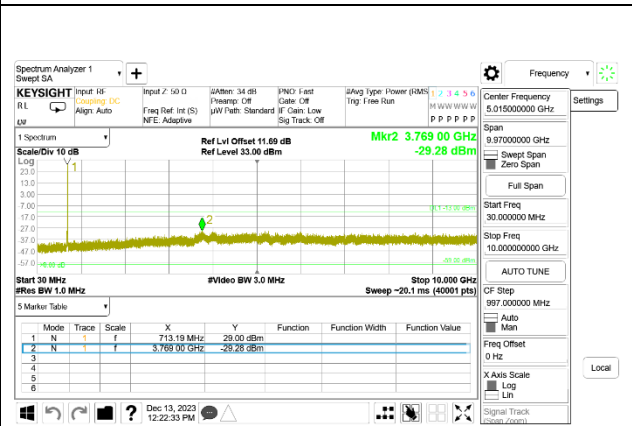 Spectrum Analyzer 1
Swept SA
+
Frequency
KEYSIGHT Input: RF Input Z: 50 Ω #Atten: 34 dB PNO: Fast #Avg Type: Power (RMS 1 2 3 4 5 6
RL Coupling: DC Preamp: Off Gate: Off Trig: Free Run M W W W W W
Align: Auto Freq Ref: Int (S) µW Path: Standard IF Gain: Low
NFE: Adaptive Sig Track: Off P P P P P P
1 Spectrum
Scale/Div 10 dB
Ref Lvl Offset 11.69 dB
Ref Level 33.00 dBm
Mkr2 3.769 00 GHz
-29.28 dBm
Log
23.0
13.0
3.00
-7.00
-17.0
-27.0
-37.0
-47.0
-57.0
1
2
Start 30 MHz #Video BW 3.0 MHz Stop 10.000 GHz
#Res BW 1.0 MHz Sweep ~20.1 ms (40001 pts)
5 Marker Table
Mode Trace Scale X Y Function Function Width Function Value
1 N 1 f 713.19 MHz 29.00 dBm
2 N 1 f 3.769 00 GHz -29.28 dBm
3
4
5
6
Dec 13, 2023
12:22:33 PM
Center Frequency
5.015000000 GHz
Span
9.97000000 GHz
Swept Span
Zero Span
Full Span
Start Freq
30.000000 MHz
Stop Freq
10.000000000 GHz
AUTO TUNE
CF Step
997.000000 MHz
Auto
Man
Freq Offset
0 Hz
X Axis Scale
Log
Lin
Signal Track
(Span Zoom)
Settings
Local